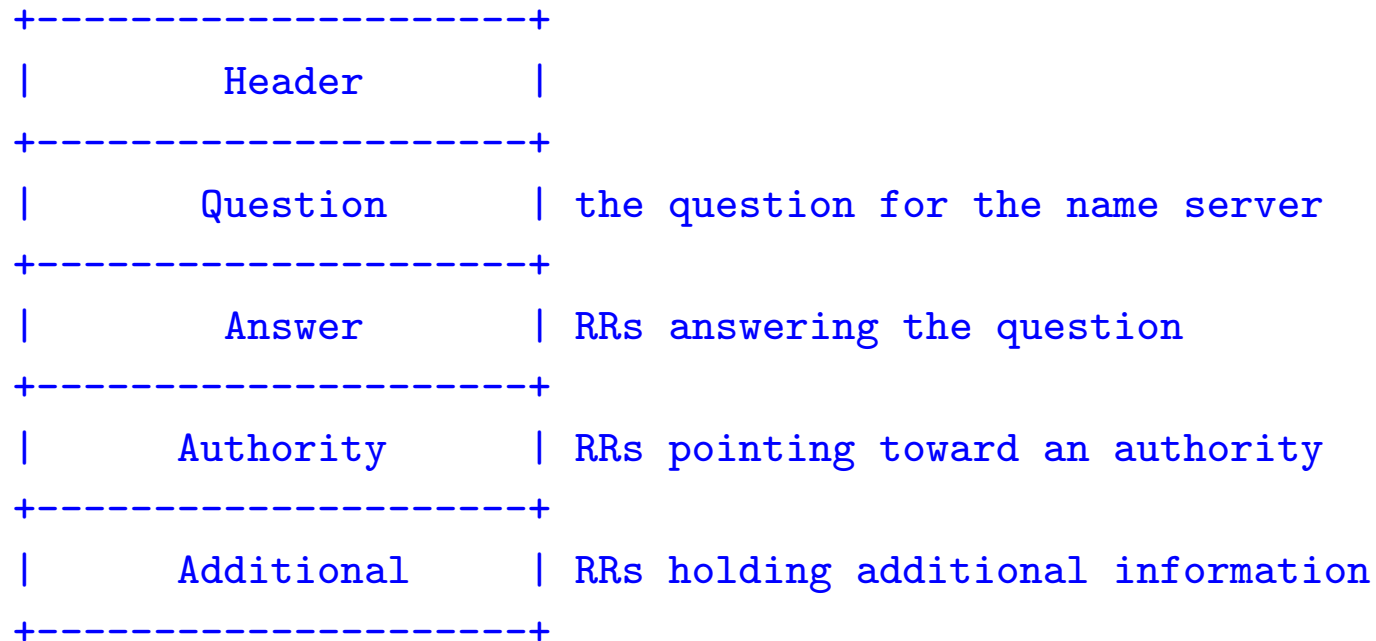 +---------------------+
|        Header       |
+---------------------+
|       Question      | the question for the name server
+---------------------+
|        Answer       | RRs answering the question
+---------------------+
|      Authority      | RRs pointing toward an authority
+---------------------+
|      Additional     | RRs holding additional information
+---------------------+